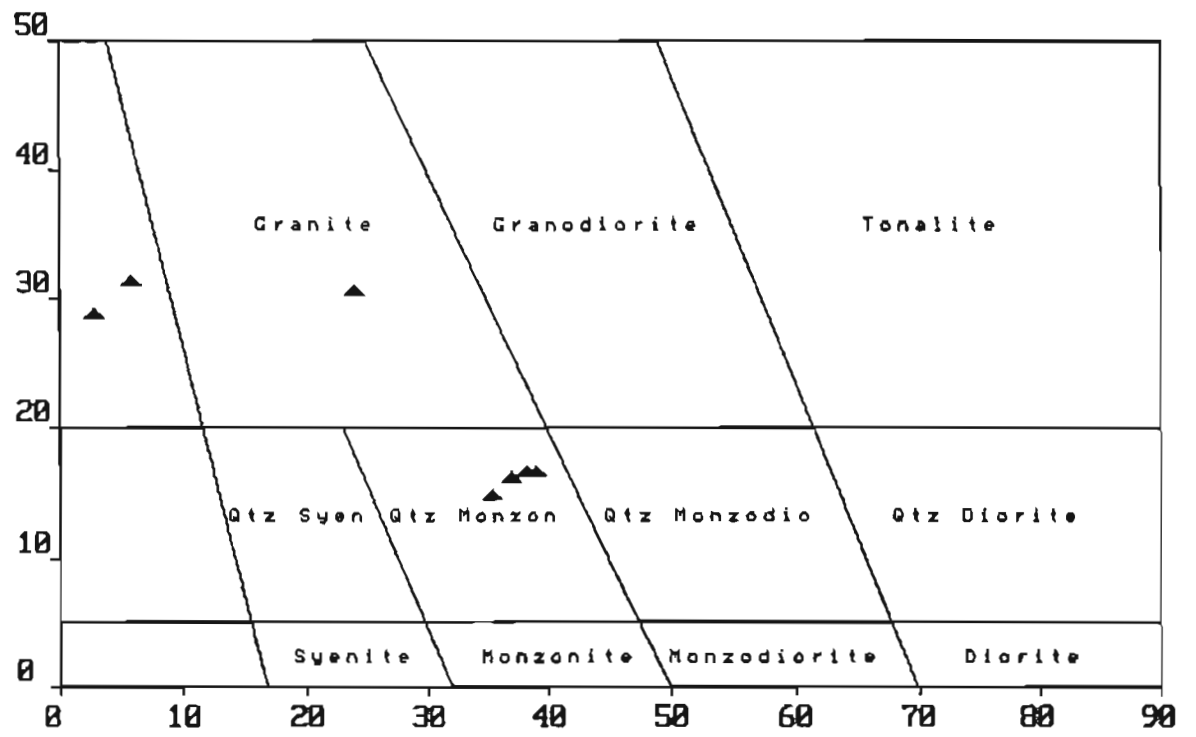 50
40
Granite Granodiorite Tonalite
30
20
Qtz Syen Qtz Monzon Qtz Monzodio Qtz Diorite
10
Syenite Monzonite Monzodiorite Diorite
0
0 10 20 30 40 50 60 70 80 90